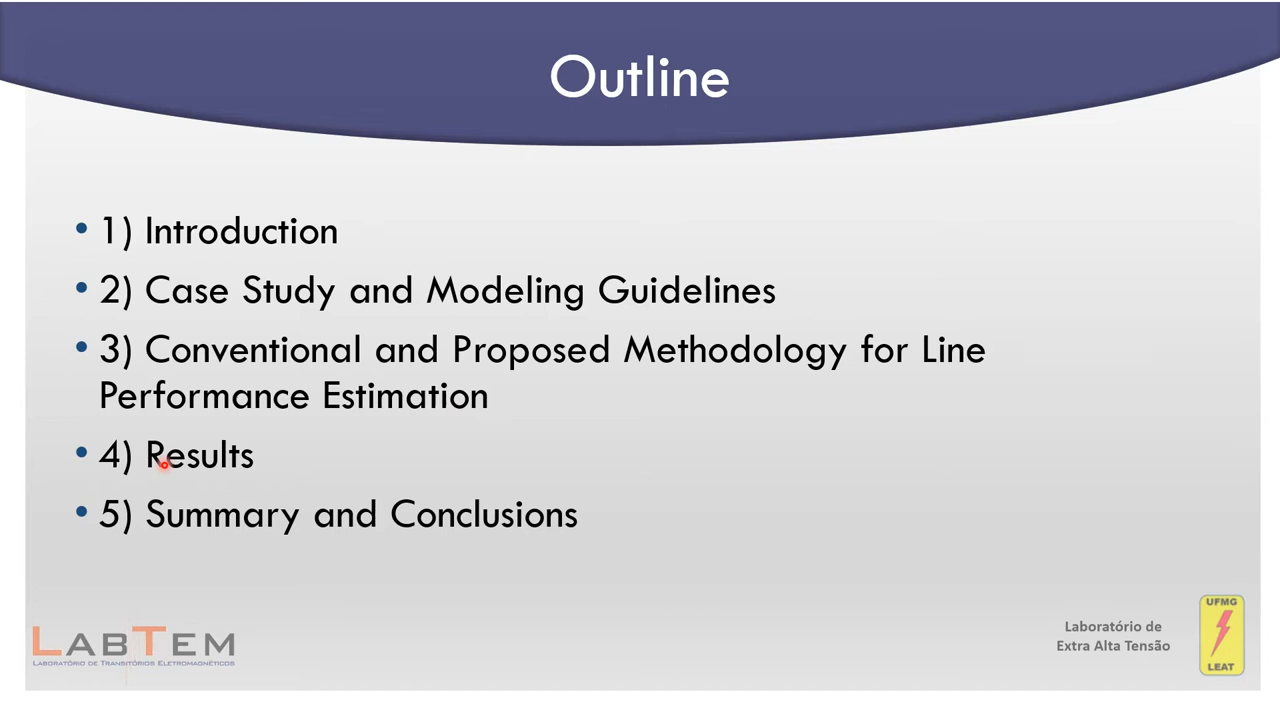 Outline
• 1) Introduction
• 2) Case Study and Modeling Guidelines
• 3) Conventional and Proposed Methodology for Line
Performance Estimation
• 4) Results
• 5) Summary and Conclusions
LABTEM
LABORATÓRIO DE TRANSITÓRIOS ELETROMAGNÉTICOS
Laboratório de
Extra Alta Tensão
UFMG
LEAT